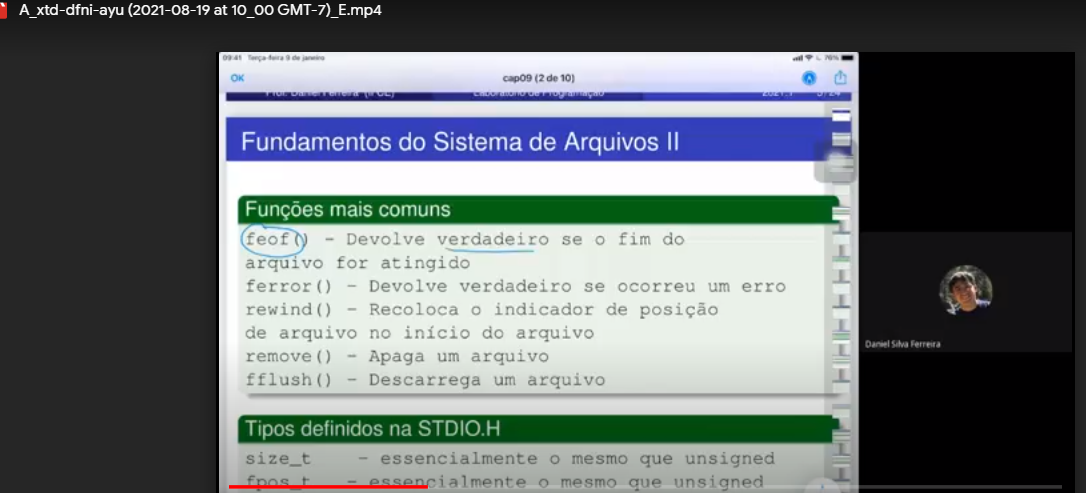 A_xtd-dfni-ayu (2021-08-19 at 10_00 GMT-7)_E.mp4
09:41 Terça-feira 9 de janeiro 76%
OK cap09 (2 de 10)
Prof. Daniel Ferreira (IFCE) Laboratório de Programação
Fundamentos do Sistema de Arquivos II
Funções mais comuns
feof() - Devolve verdadeiro se o fim do
arquivo for atingido
ferror() - Devolve verdadeiro se ocorreu um erro
rewind() - Recoloca o indicador de posição
de arquivo no início do arquivo
remove() - Apaga um arquivo
fflush() - Descarrega um arquivo
Daniel Silva Ferreira
Tipos definidos na STDIO.H
size_t - essencialmente o mesmo que unsigned
fpos_t - essencialmente o mesmo que unsigned